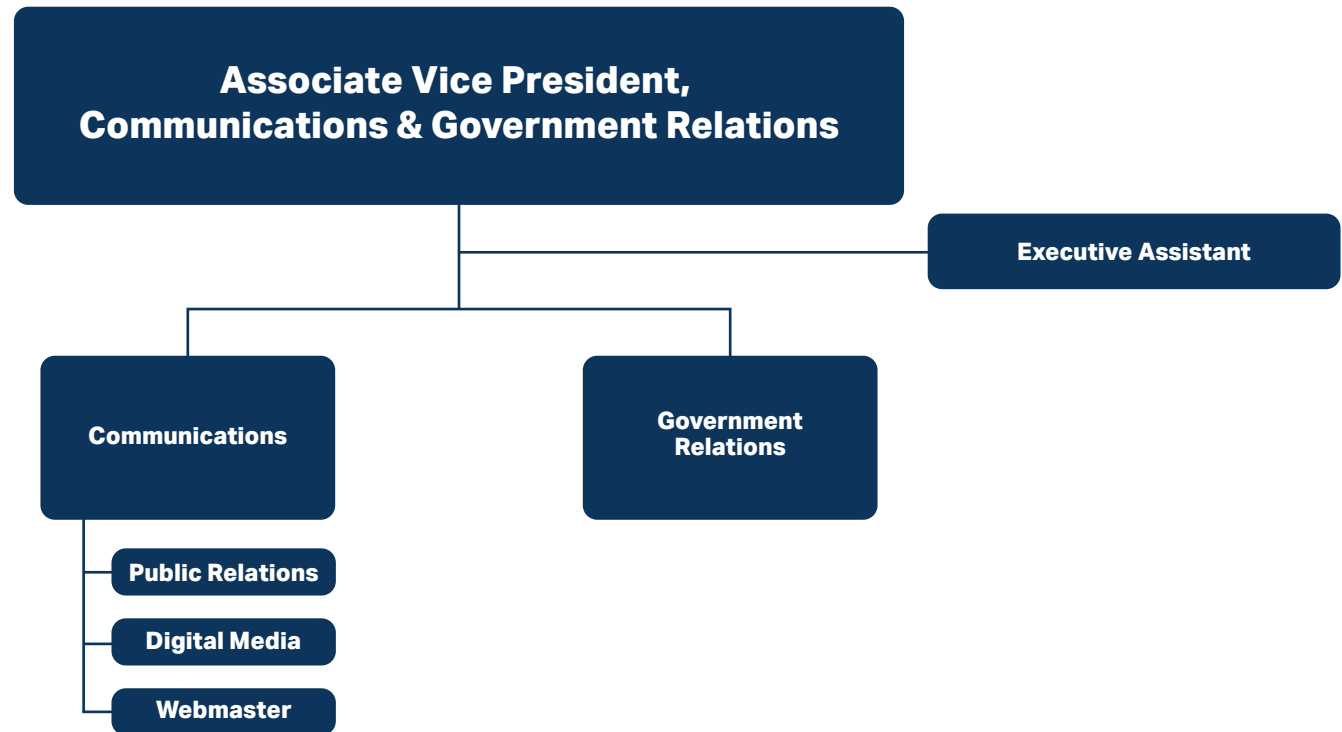 Associate Vice President,
Communications & Government Relations
Executive Assistant
Communications
Government
Relations
Public Relations
Digital Media
Webmaster